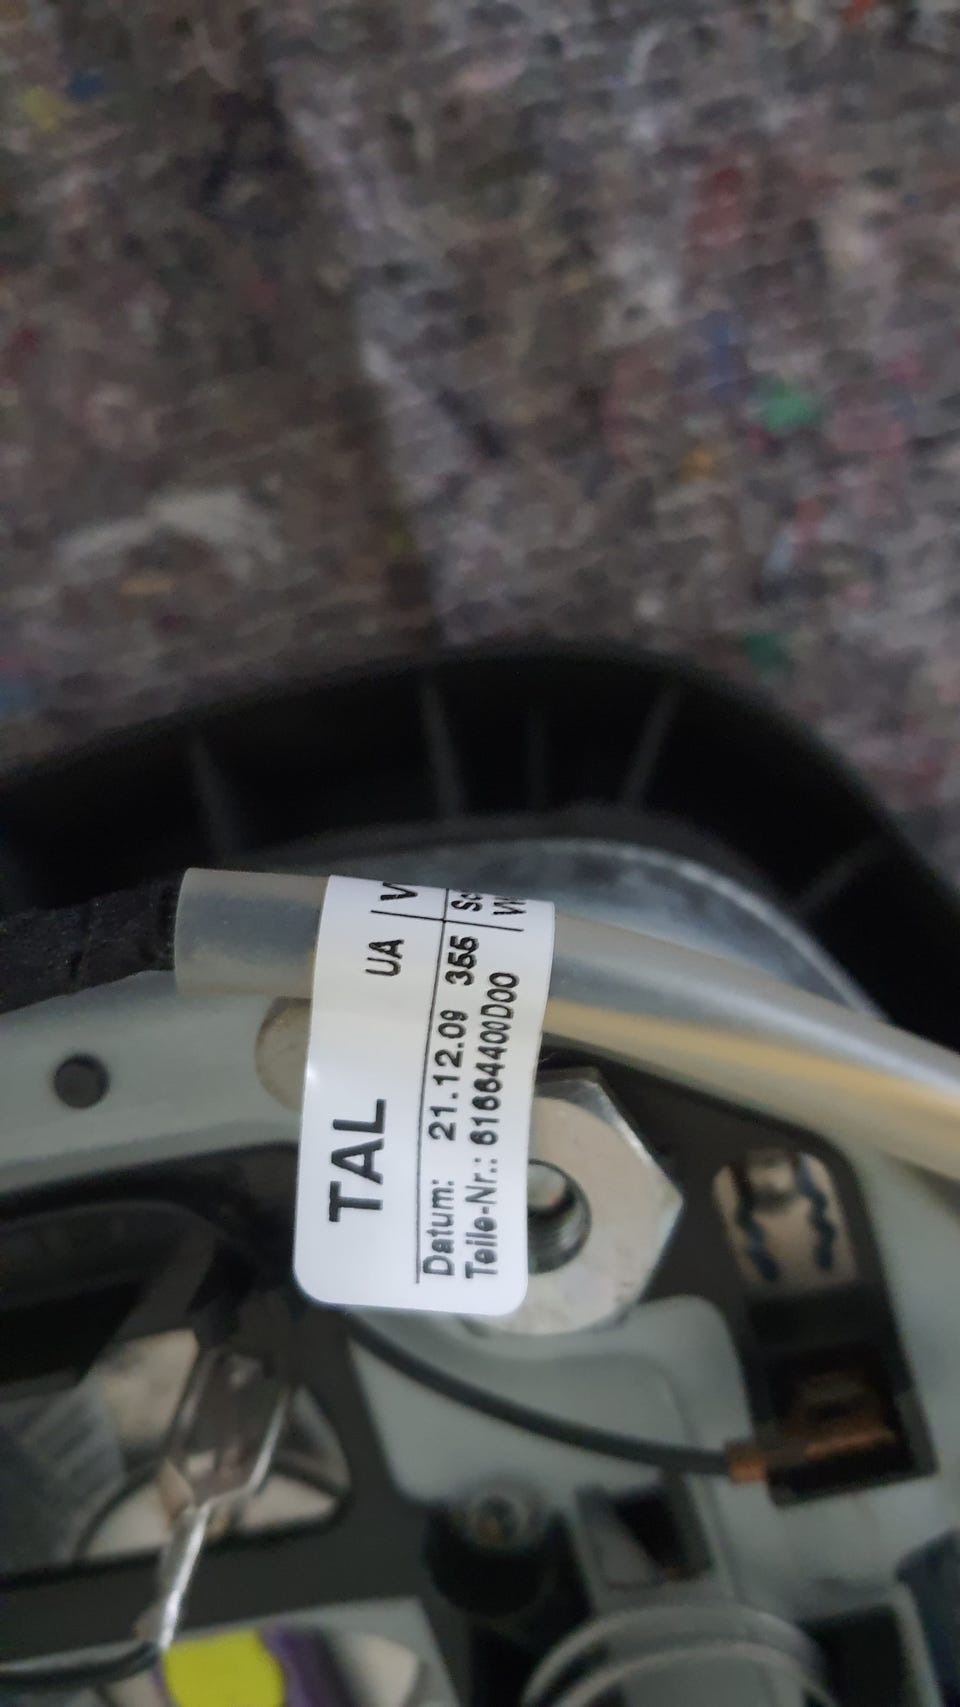 TAL UA
Datum: 21.12.09 355
Teile-Nr.: 61664400D00